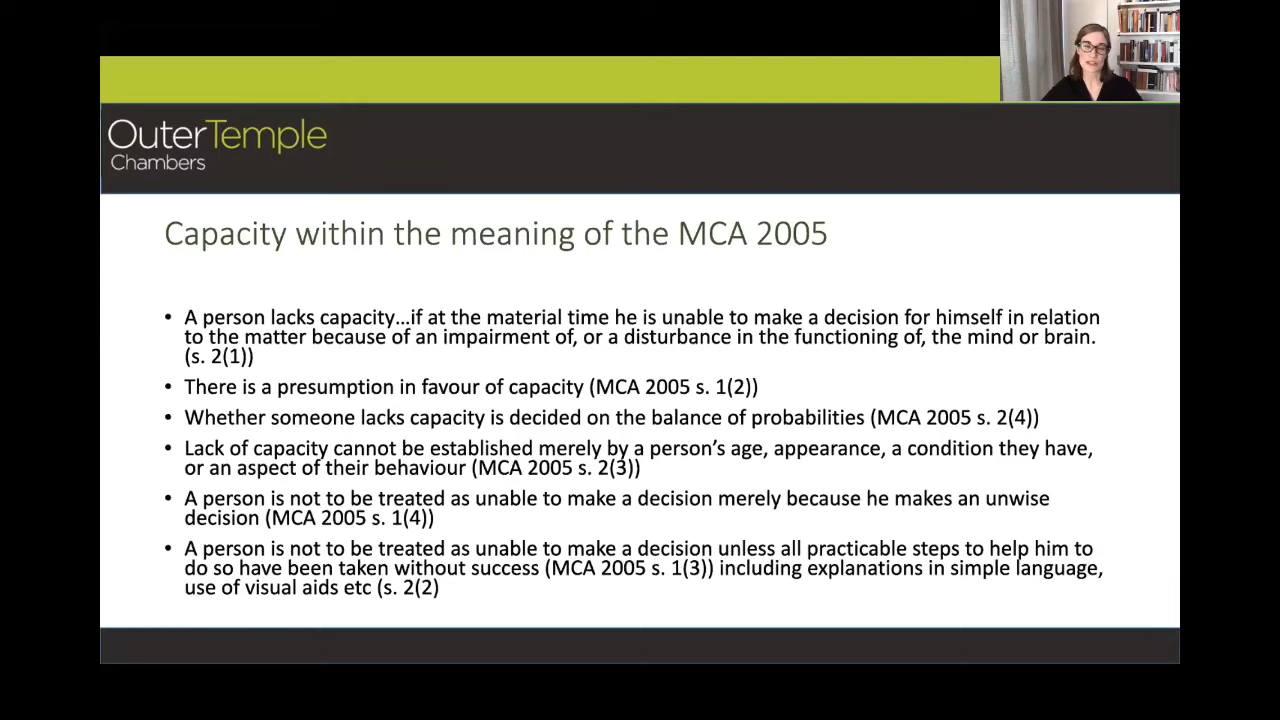 OuterTemple
Chambers
Capacity within the meaning of the MCA 2005
• A person lacks capacity…if at the material time he is unable to make a decision for himself in relation
to the matter because of an impairment of, or a disturbance in the functioning of, the mind or brain.
(s. 2(1))
• There is a presumption in favour of capacity (MCA 2005 s. 1(2))
• Whether someone lacks capacity is decided on the balance of probabilities (MCA 2005 s. 2(4))
• Lack of capacity cannot be established merely by a person’s age, appearance, a condition they have,
or an aspect of their behaviour (MCA 2005 s. 2(3))
• A person is not to be treated as unable to make a decision merely because he makes an unwise
decision (MCA 2005 s. 1(4))
• A person is not to be treated as unable to make a decision unless all practicable steps to help him to
do so have been taken without success (MCA 2005 s. 1(3)) including explanations in simple language,
use of visual aids etc (s. 2(2)